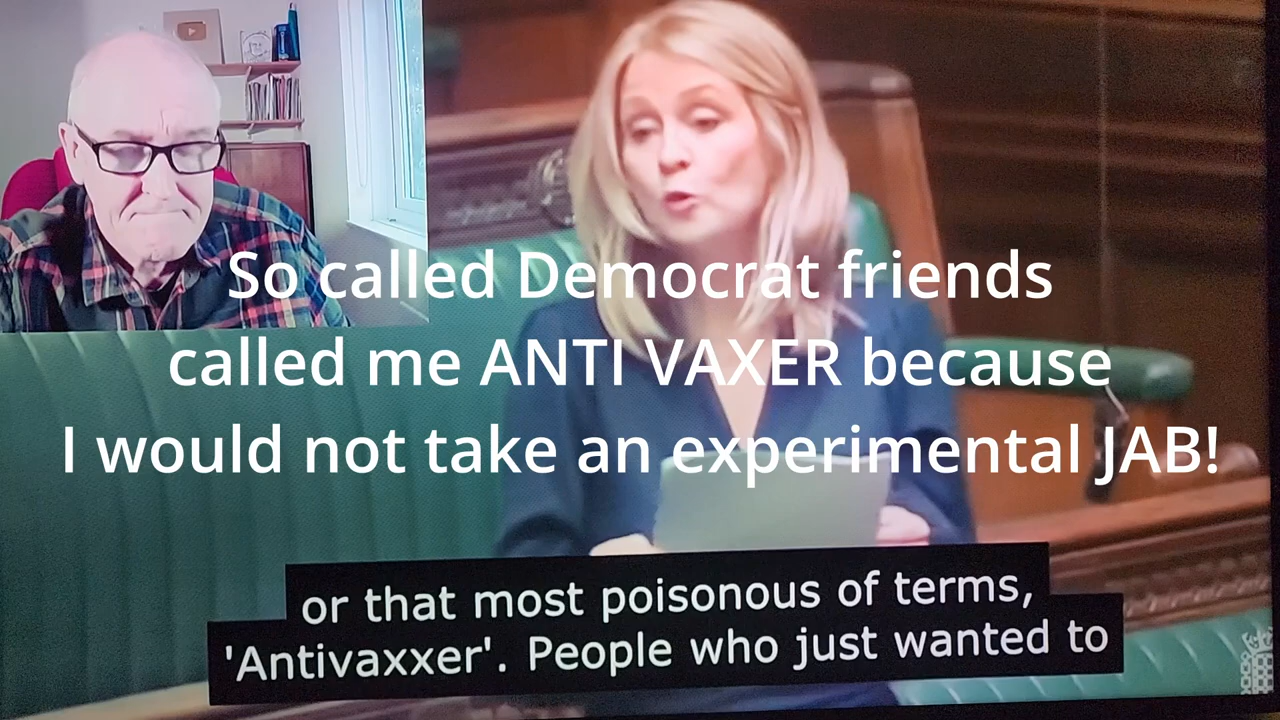 So called Democrat friends
called me ANTI VAXER because
I would not take an experimental JAB!
or that most poisonous of terms,
'Antivaxxer'. People who just wanted to